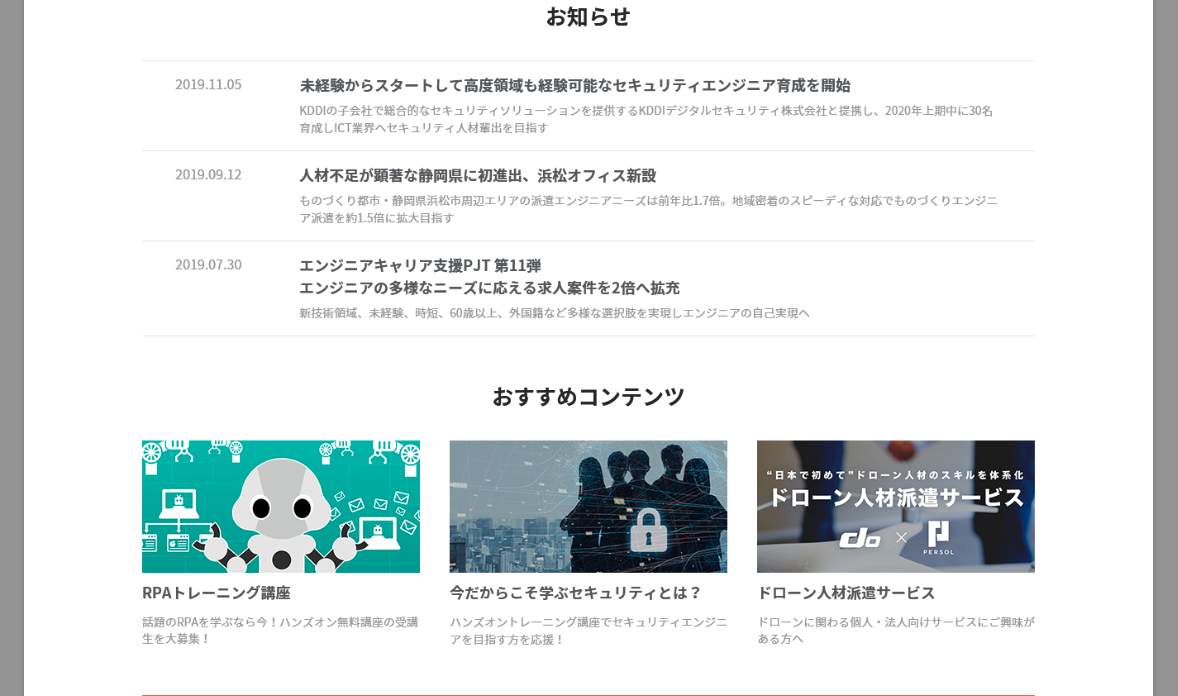 お知らせ
2019.11.05
未経験からスタートして高度領域も経験可能なセキュリティエンジニア育成を開始
KDDIの子会社で総合的なセキュリティソリューションを提供するKDDIデジタルセキュリティ株式会社と提携し、2020年上期中に30名
育成しICT業界へセキュリティ人材輩出を目指す
2019.09.12
人材不足が顕著な静岡県に初進出、浜松オフィス新設
ものづくり都市・静岡県浜松市周辺エリアの派遣エンジニアニーズは前年比1.7倍。地域密着のスピーディな対応でものづくりエンジニ
ア派遣を約1.5倍に拡大目指す
2019.07.30
エンジニアキャリア支援PJT 第11弾
エンジニアの多様なニーズに応える求人案件を2倍へ拡充
新技術領域、未経験、時短、60歳以上、外国籍など多様な選択肢を実現しエンジニアの自己実現へ
おすすめコンテンツ
RPAトレーニング講座
話題のRPAを学ぶなら今！ハンズオン無料講座の受講
生を大募集！
今だからこそ学ぶセキュリティとは？
ハンズオントレーニング講座でセキュリティエンジニ
アを目指す方を応援！
“日本で初めて”ドローン人材のスキルを体系化
ドローン人材派遣サービス
do × PERSOL
ドローン人材派遣サービス
ドローンに関わる個人・法人向けサービスにご興味が
ある方へ